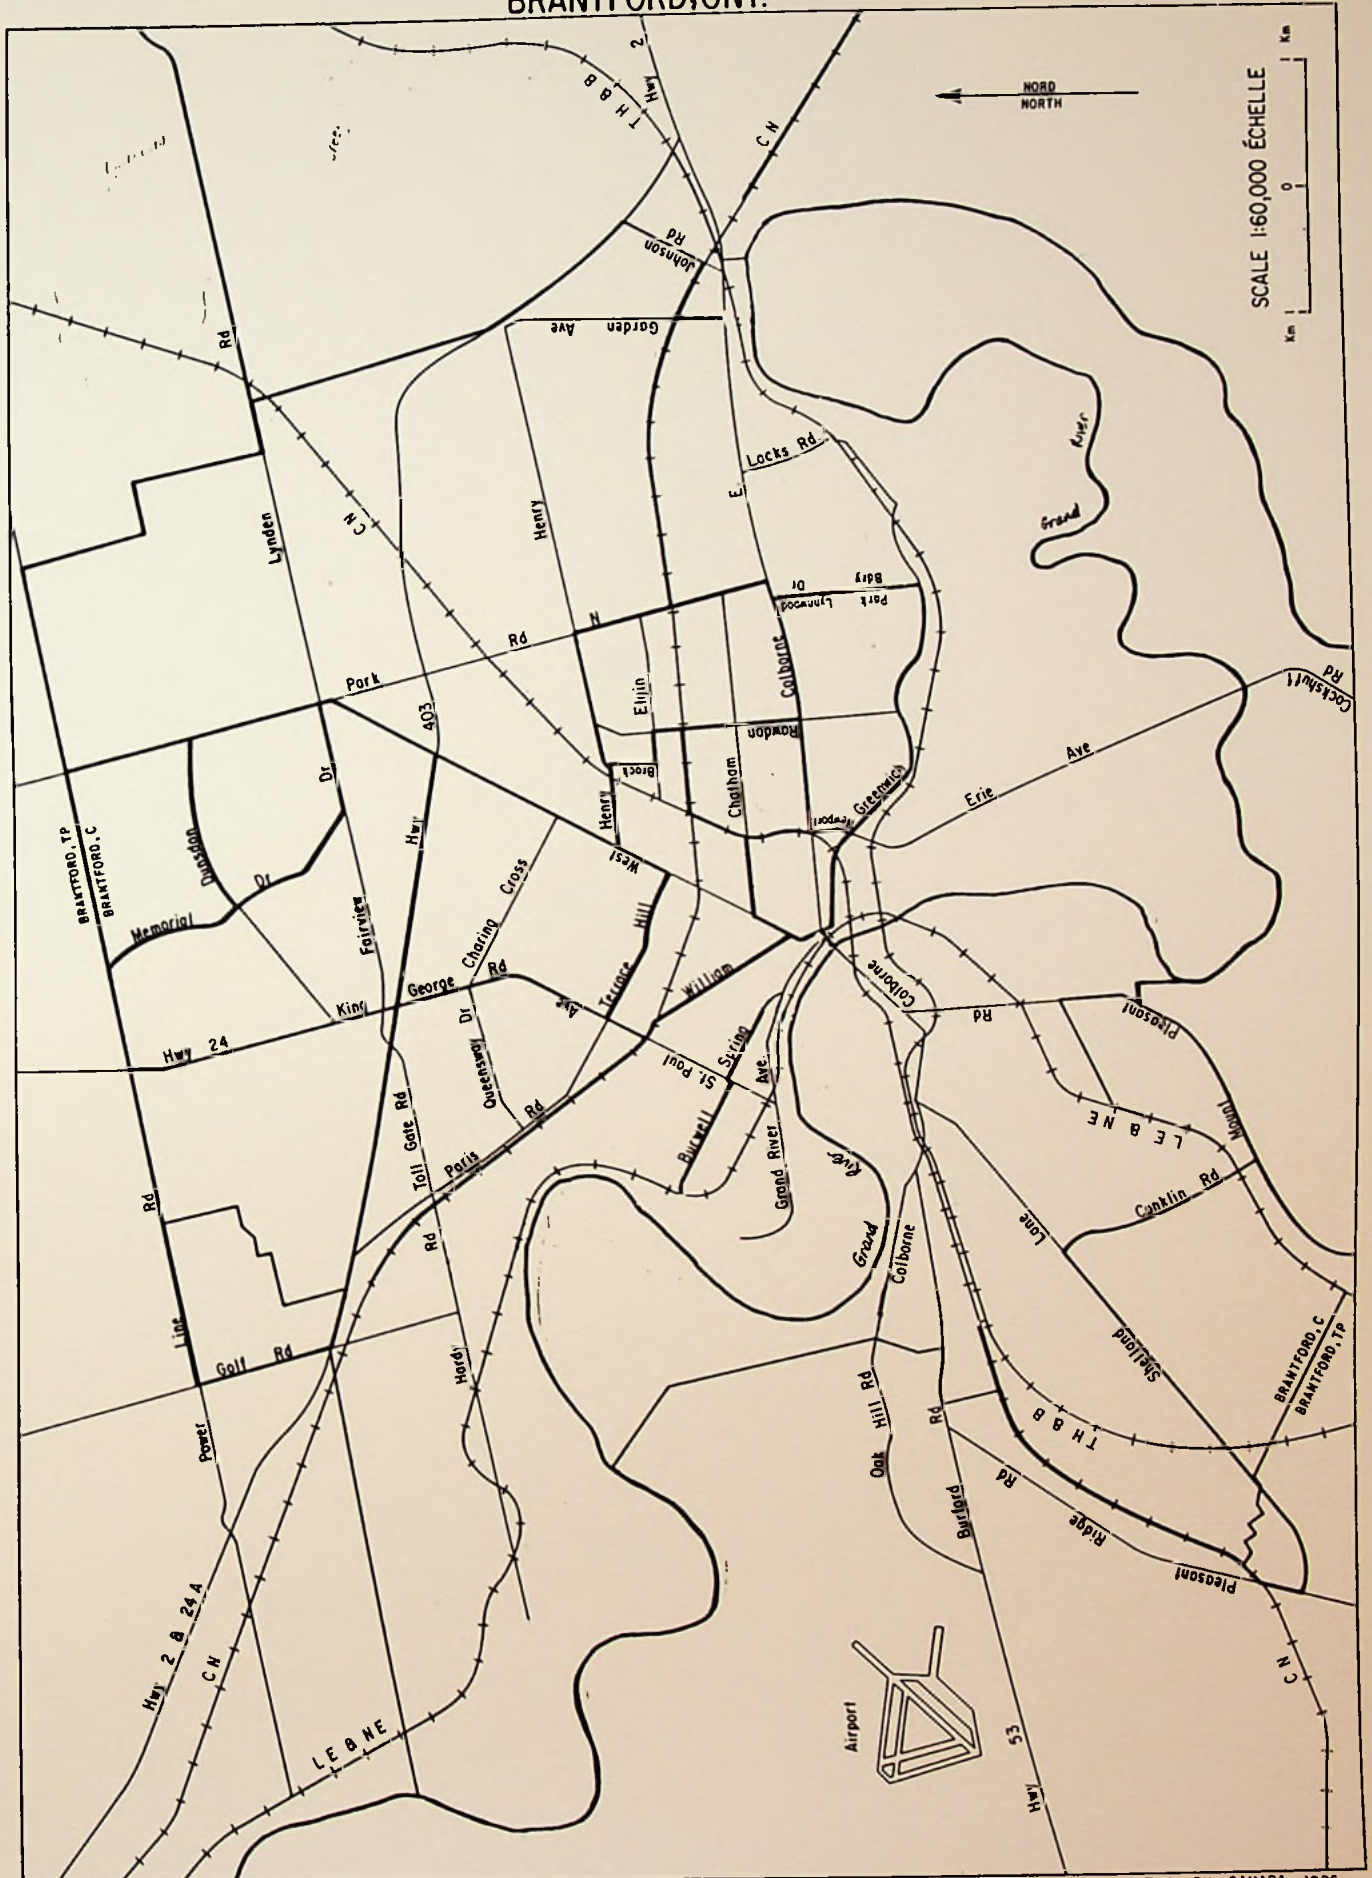 BRANTFORD, ONT.
Hwy 2
T H & B
C N
NORD
NORTH
SCALE 1:60,000 ÉCHELLE
Km 1 0 1 Km
Rd
Johnson Rd
Garden Ave
Lynden
C N
Henry
E.
Locks Rd
River
Grand
Park Rd N
Elgin
Lynnwood Dr
Park Bdry
Colborne
Rawdon
Brock
Chatham
Henry
Greenwich
Erie Ave
Cockshutt Rd
403
Hwy
BRANTFORD, TP
BRANTFORD, C
Dunsdon
Memorial Dr
Fairview Dr
Charing Cross
West
Terrace Hill
William
King George Rd
Ave
Hwy 24
Queensway Dr
St. Paul
Spring
Burwell
Grand River Ave
Colborne
Mount Pleasant Rd
LE & NE
Conklin Rd
Toll Gate Rd
Paris Rd
Power Line Rd
Golf Rd
Hardy Rd
Grand River
Colborne
Shellard Lane
BRANTFORD, C
BRANTFORD, TP
Oak Hill Rd
Burford Rd
T H & B
Pleasant Ridge Rd
Hwy 2 & 24 A
C N
LE & NE
Airport
Hwy 53
C N